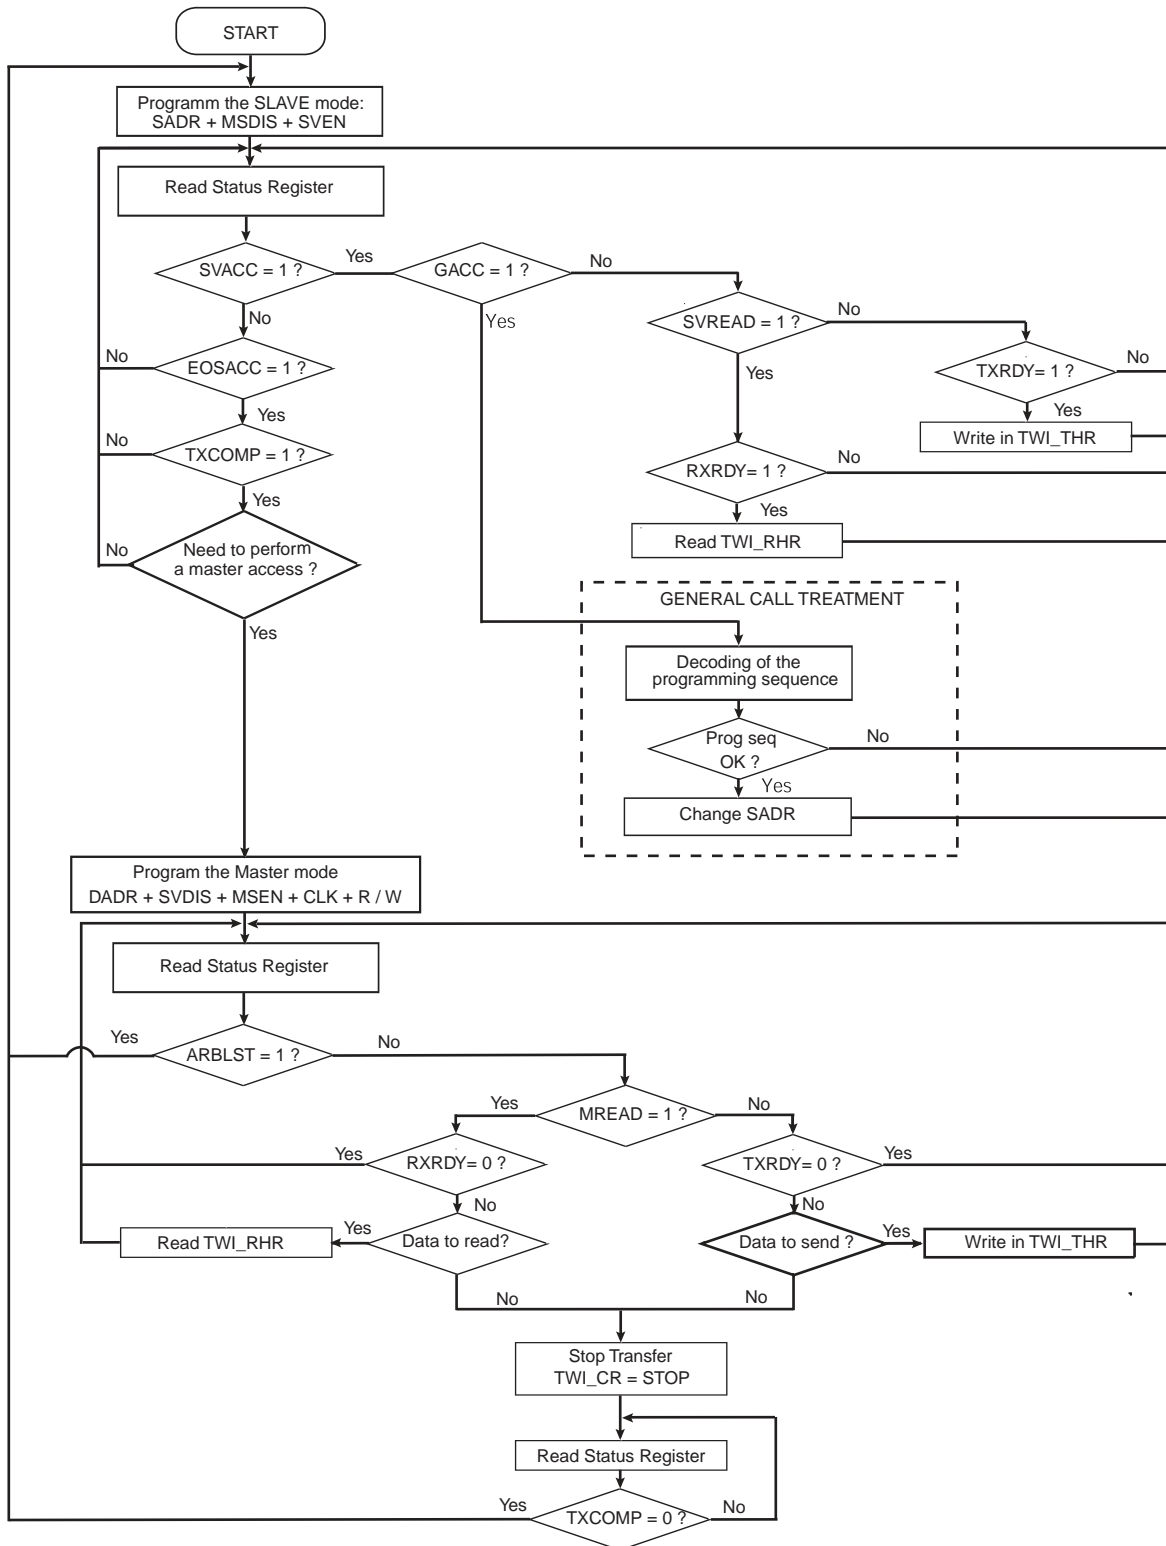 START
Programm the SLAVE mode:
SADR + MSDIS + SVEN
Read Status Register
SVACC = 1 ?
Yes
GACC = 1 ?
No
No
Yes
SVREAD = 1 ?
No
EOSACC = 1 ?
No
Yes
Yes
TXRDY= 1 ?
No
Yes
Write in TWI_THR
TXCOMP = 1 ?
No
Yes
RXRDY= 1 ?
No
Yes
Read TWI_RHR
Need to perform
a master access ?
No
Yes
GENERAL CALL TREATMENT
Decoding of the
programming sequence
Prog seq
OK ?
No
Yes
Change SADR
Program the Master mode
DADR + SVDIS + MSEN + CLK + R / W
Read Status Register
Yes
ARBLST = 1 ?
No
Yes
MREAD = 1 ?
No
Yes
RXRDY= 0 ?
TXRDY= 0 ?
Yes
No
No
Read TWI_RHR
Yes
Data to read?
Data to send ?
Yes
Write in TWI_THR
No
No
Stop Transfer
TWI_CR = STOP
Read Status Register
Yes
TXCOMP = 0 ?
No